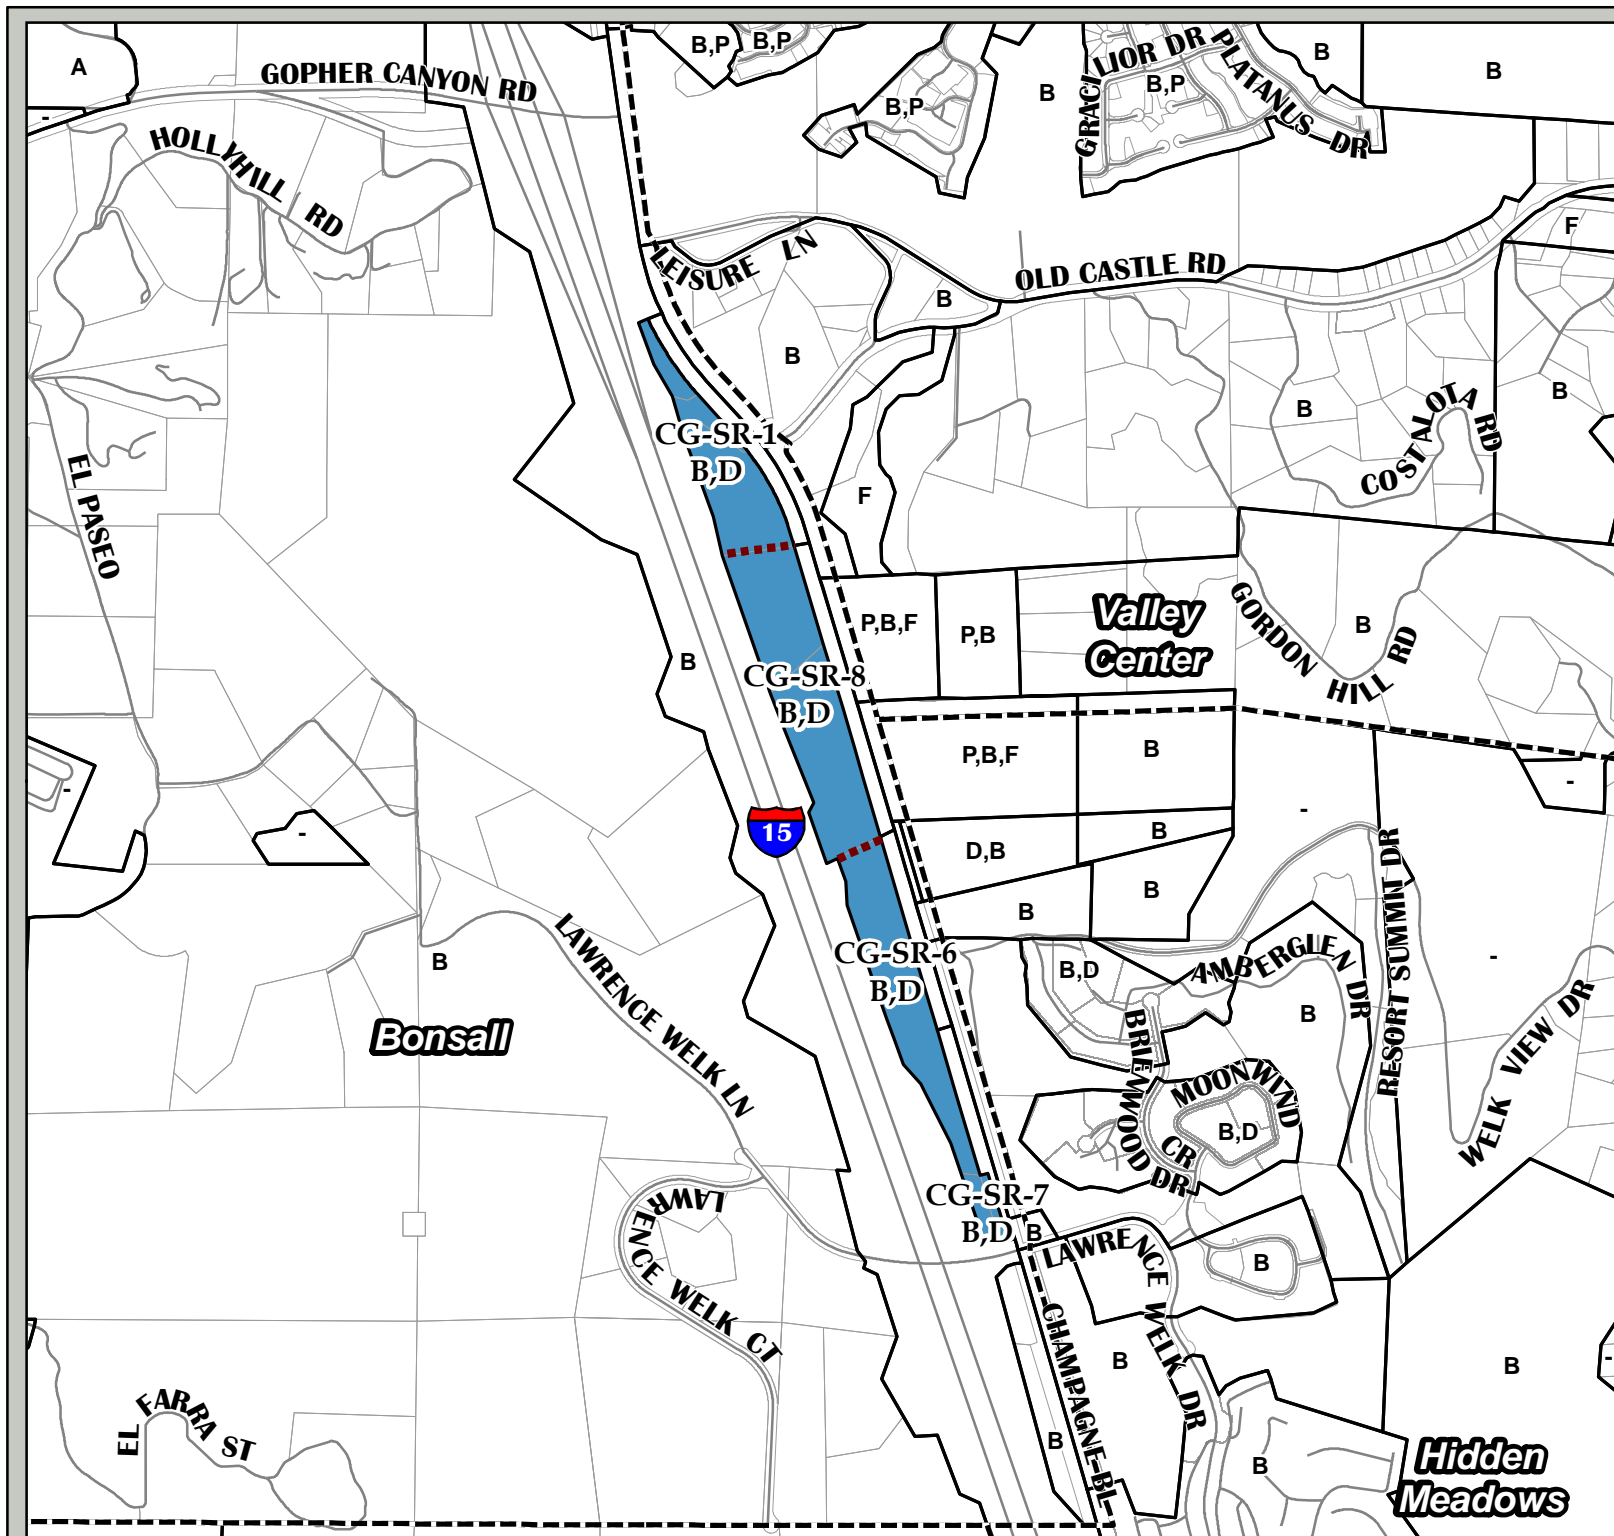 A
-
GOPHER CANYON RD
HOLLYHILL RD
B,P
B,P
B,P
B
GRACILIOR DR
B,P
PLATANUS DR
B
B
LEISURE LN
OLD CASTLE RD
F
B
B
B
B
COSTALOTA RD
EL PASEO
CG-SR-1
B,D
F
P,B,F
P,B
Valley
Center
GORDON HILL RD
B
B
CG-SR-8
B,D
P,B,F
B
-
-
-
-
15
D,B
B
B
B
RESORT SUMMIT DR
B
LAWRENCE WELK LN
CG-SR-6
B,D
B,D
AMBERGLEN DR
B
-
WELK VIEW DR
Bonsall
BRIEWOOD DR
MOONWIND CR
B,D
CG-SR-7
B,D
B
LAWRENCE WELK CT
LAWRENCE WELK DR
B
CHAMPAGNE BL
B
B
-
EL FARRA ST
B
B
Hidden
Meadows